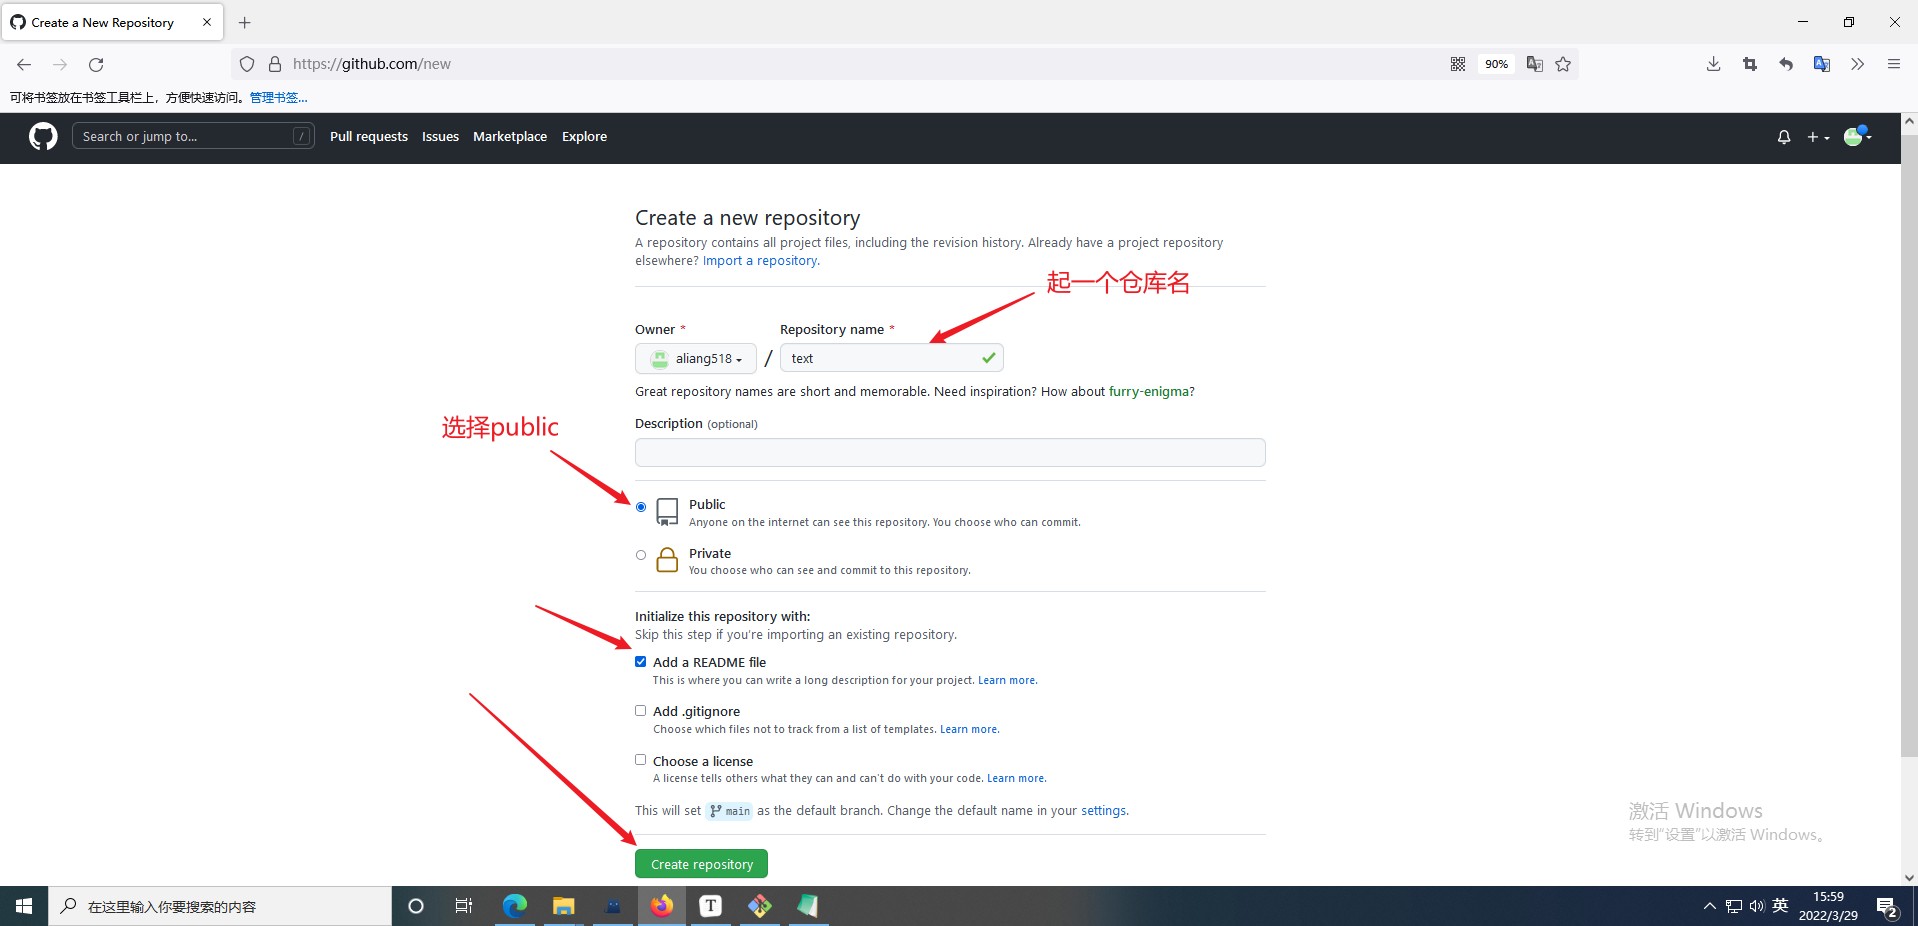 Create a New Repository
https://github.com/new
90%
可将书签放在书签工具栏上，方便快速访问。管理书签...
Search or jump to...
/
Pull requests
Issues
Marketplace
Explore
Create a new repository
A repository contains all project files, including the revision history. Already have a project repository
elsewhere? Import a repository.
起一个仓库名
Owner *
Repository name *
aliang518
/
text
Great repository names are short and memorable. Need inspiration? How about furry-enigma?
选择public
Description (optional)
Public
Anyone on the internet can see this repository. You choose who can commit.
Private
You choose who can see and commit to this repository.
Initialize this repository with:
Skip this step if you're importing an existing repository.
Add a README file
This is where you can write a long description for your project. Learn more.
Add .gitignore
Choose which files not to track from a list of templates. Learn more.
Choose a license
A license tells others what they can and can't do with your code. Learn more.
This will set main as the default branch. Change the default name in your settings.
激活 Windows
转到"设置"以激活 Windows。
Create repository
在这里输入你要搜索的内容
T
英
15:59
2022/3/29
2